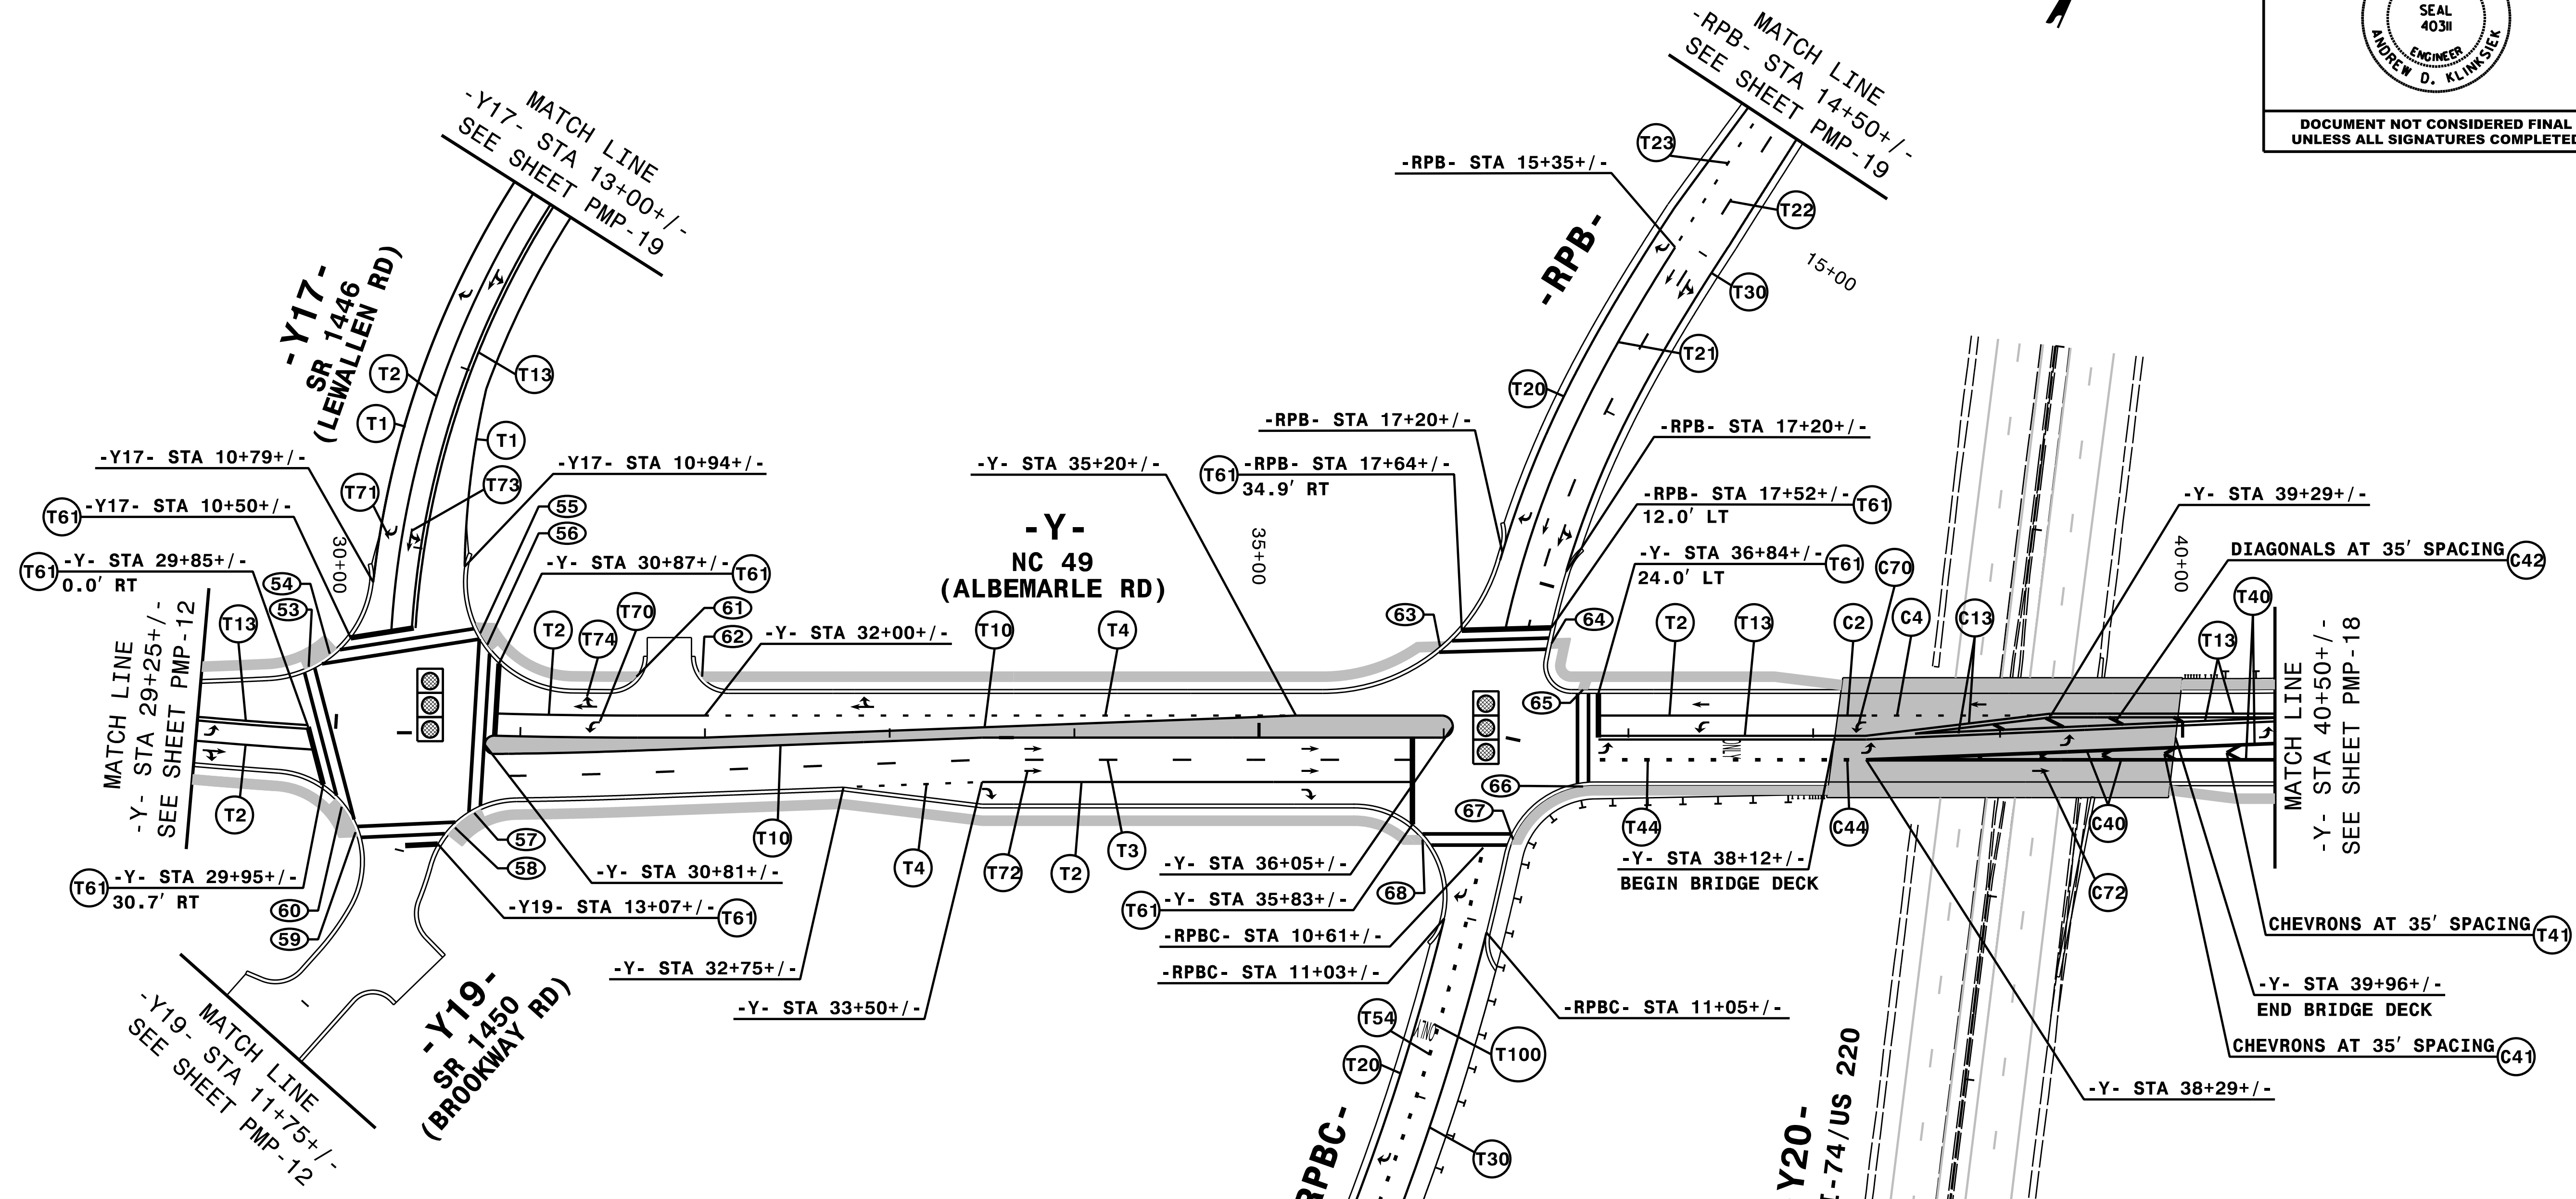 SEAL
40311
ENGINEER
ANDREW D. KLINKSIEK
DOCUMENT NOT CONSIDERED FINAL
UNLESS ALL SIGNATURES COMPLETED
MATCH LINE
-Y17- STA 13+00+/-
SEE SHEET PMP-19
MATCH LINE
-RPB- STA 14+50+/-
SEE SHEET PMP-19
T23
-RPB- STA 15+35+/-
T22
-RPB-
15+00
T30
T21
T20
-Y17-
SR 1446
(LEWALLEN RD)
T2
T13
T1
T1
-Y17- STA 10+79+/-
-Y17- STA 10+94+/-
T71
T73
T61
-Y17- STA 10+50+/-
55
56
30+00
T61
-Y- STA 29+85+/-
0.0' RT
54
53
-Y- STA 30+87+/-
T61
T13
MATCH LINE
-Y- STA 29+25+/-
SEE SHEET PMP-12
T2
T2
T74
T70
61
62
-Y- STA 32+00+/-
-Y- STA 35+20+/-
-Y-
NC 49
(ALBEMARLE RD)
T10
T4
35+00
-RPB- STA 17+20+/-
T61
-RPB- STA 17+64+/-
34.9' RT
-RPB- STA 17+20+/-
-RPB- STA 17+52+/-
T61
12.0' LT
-Y- STA 36+84+/-
T61
24.0' LT
C70
63
64
65
T2
T13
C2
C4
C13
-Y- STA 39+29+/-
40+00
DIAGONALS AT 35' SPACING
C42
T40
T13
MATCH LINE
-Y- STA 40+50+/-
SEE SHEET PMP-18
ONLY
66
67
T44
C44
C40
-Y- STA 38+12+/-
BEGIN BRIDGE DECK
C72
CHEVRONS AT 35' SPACING
T41
-Y- STA 39+96+/-
END BRIDGE DECK
CHEVRONS AT 35' SPACING
C41
-Y- STA 38+29+/-
57
58
T10
T4
T72
T2
T3
-Y- STA 30+81+/-
-Y- STA 36+05+/-
68
T61
-Y- STA 35+83+/-
T61
-Y- STA 29+95+/-
30.7' RT
60
59
-Y19- STA 13+07+/-
T61
-RPBC- STA 10+61+/-
-RPBC- STA 11+03+/-
-Y- STA 32+75+/-
-Y- STA 33+50+/-
-RPBC- STA 11+05+/-
-Y19-
SR 1450
(BROOKWAY RD)
MATCH LINE
-Y19- STA 11+75+/-
SEE SHEET PMP-12
T54
ONLY
T100
T20
T30
RPBC-
Y20-
I-74/US 220